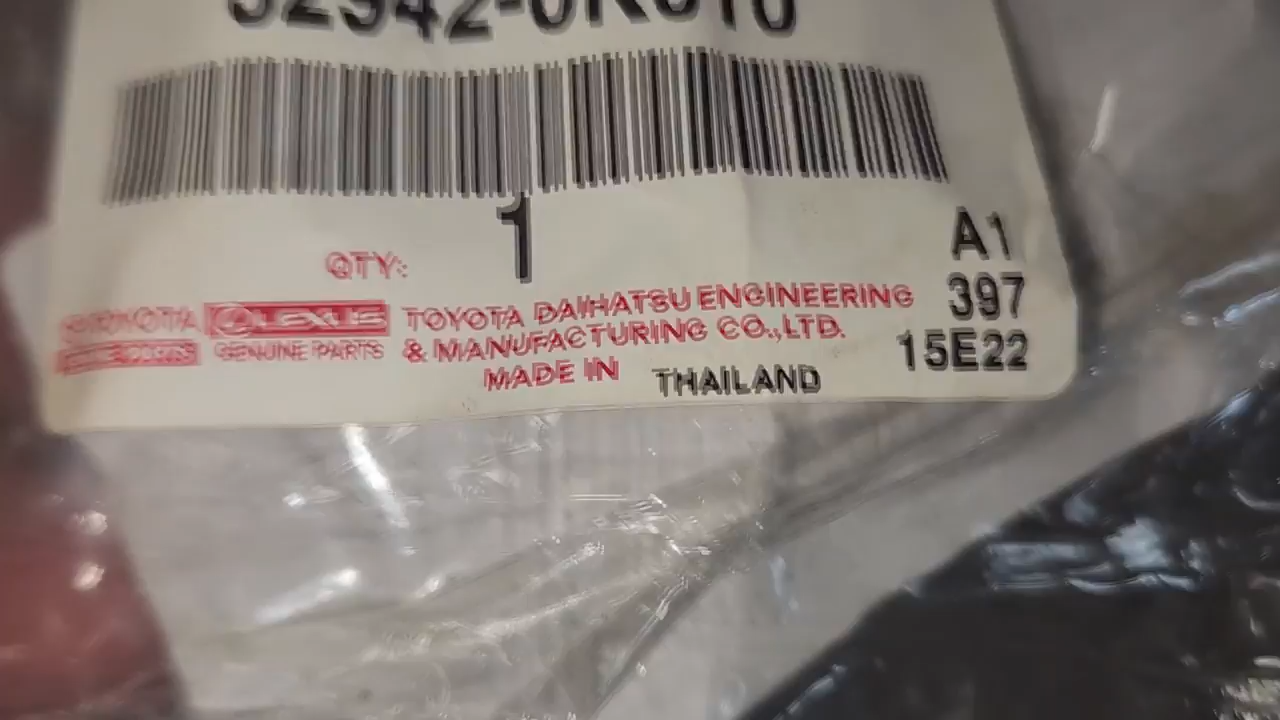 QTY: 1
A1
TOYOTA LEXUS TOYOTA DAIHATSU ENGINEERING 397
GENUINE PARTS & MANUFACTURING CO.,LTD. 15E22
MADE IN THAILAND